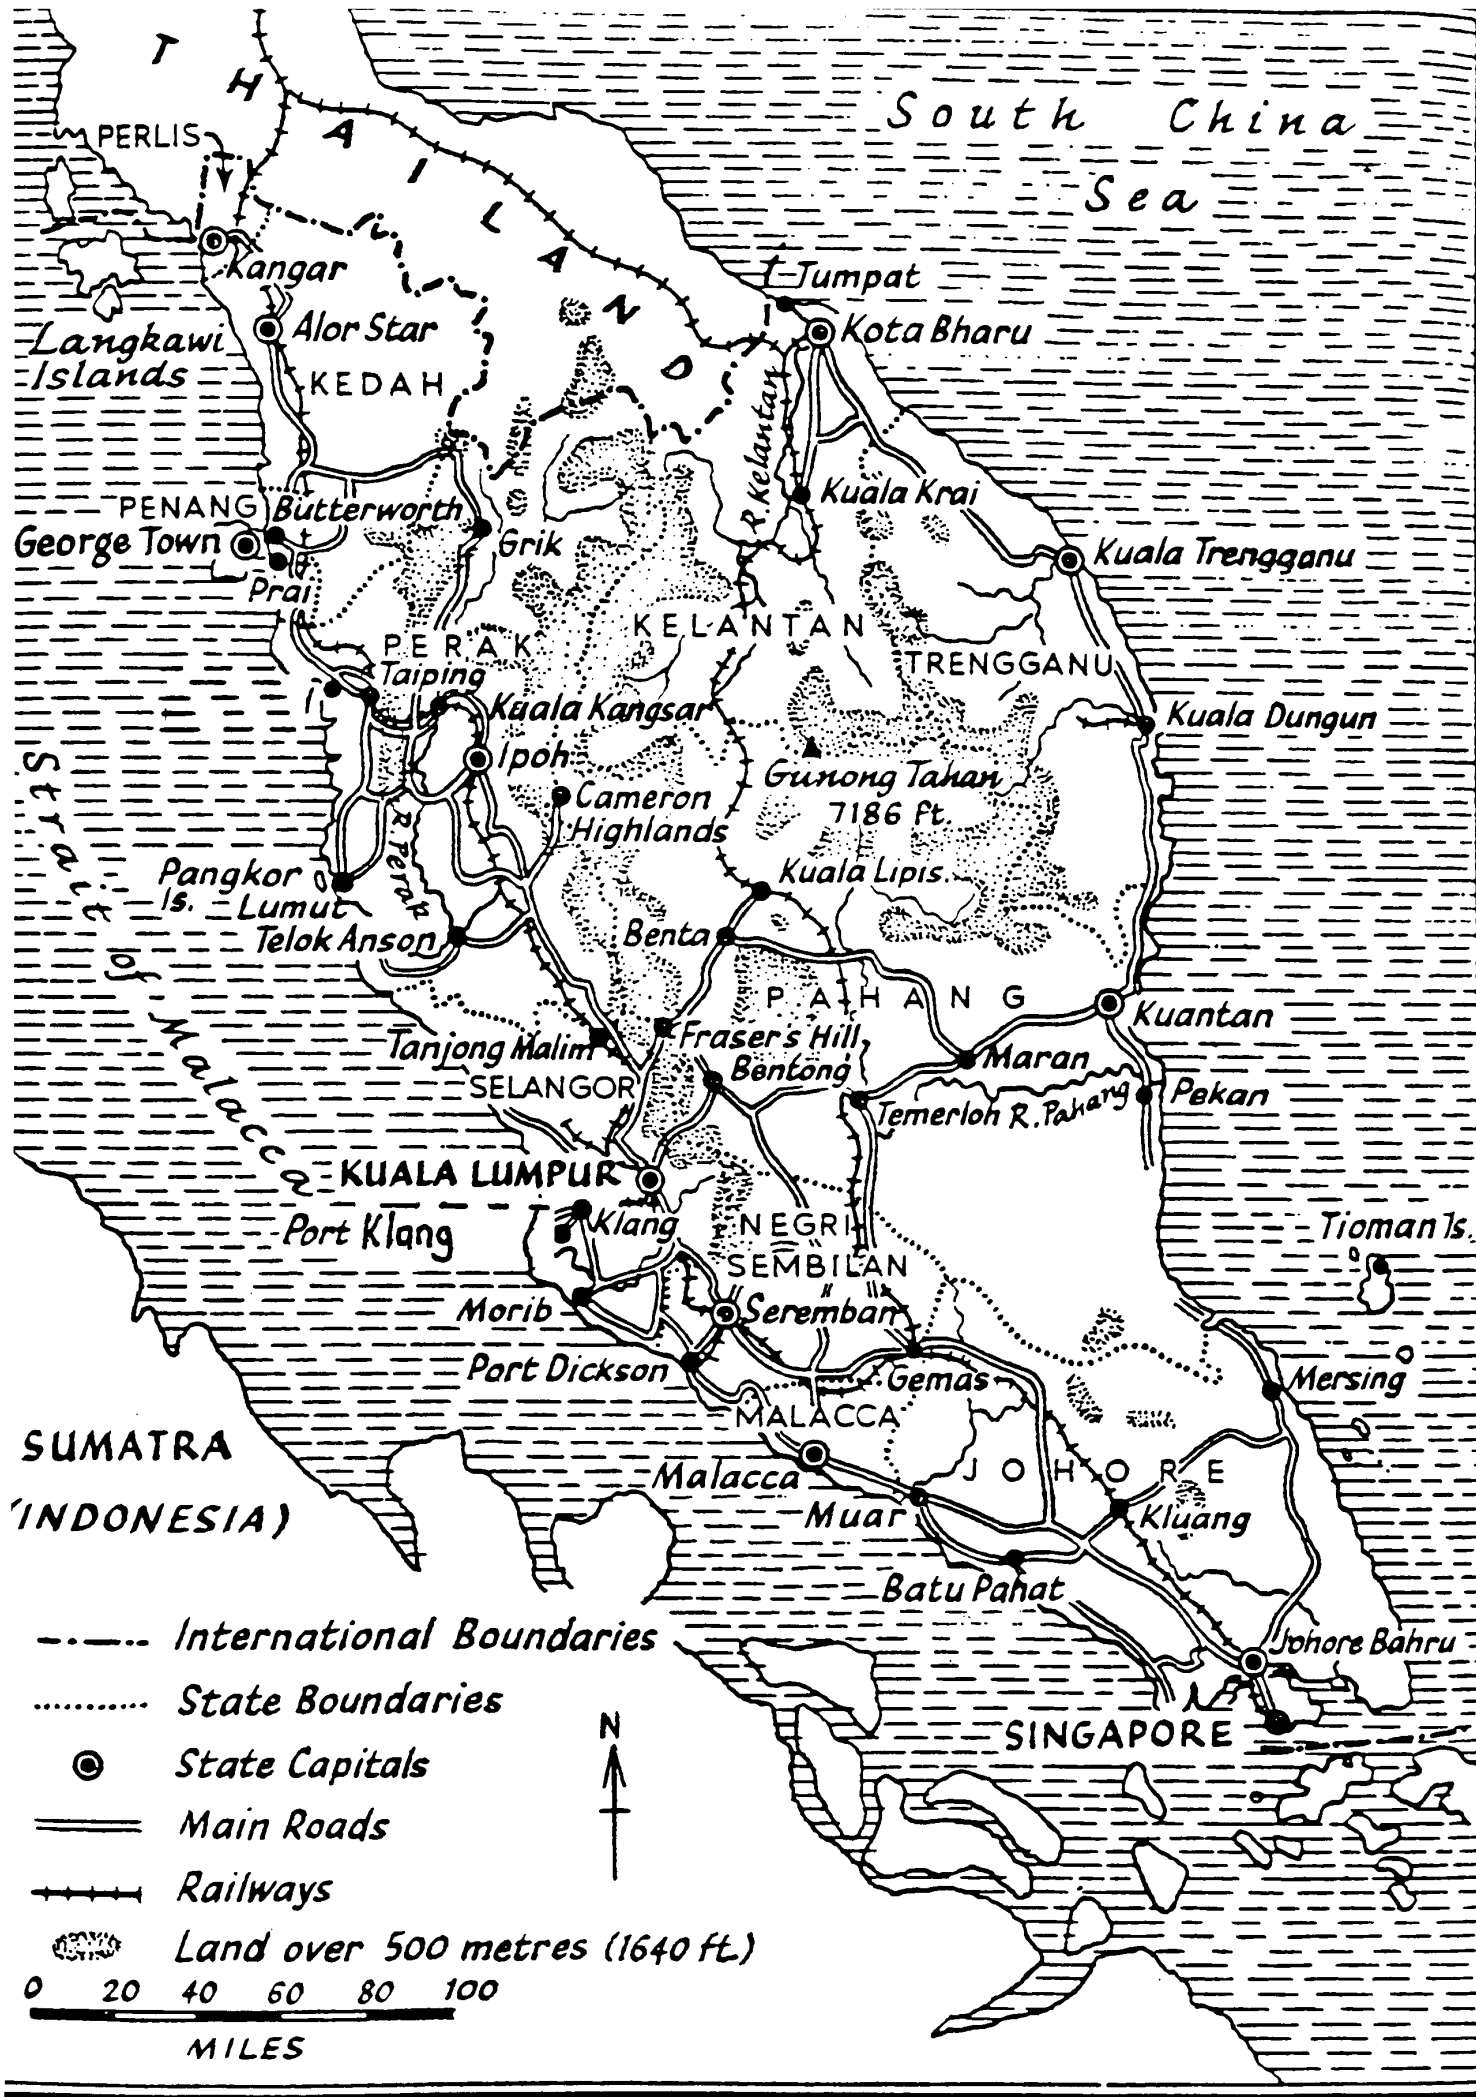 THAILAND
South China
Sea
PERLIS
Kangar
Tumpat
Langkawi
Islands
Alor Star
Kota Bharu
KEDAH
R. Kelantan
PENANG
Butterworth
Kuala Krai
George Town
Grik
Kuala Trengganu
Prai
KELANTAN
PERAK
TRENGGANU
Taiping
Kuala Kangsar
Kuala Dungun
Ipoh
Gunong Tahan
7186 ft.
Cameron
Highlands
Strait of Malacca
R. Perak
Pangkor
Is.
Lumut
Kuala Lipis.
Telok Anson
Benta
PAHANG
Kuantan
Tanjong Malim
Fraser's Hill
Maran
SELANGOR
Bentong
Temerloh
R. Pahang
Pekan
KUALA LUMPUR
Port Klang
Klang
NEGRI
SEMBILAN
Tioman Is.
Morib
Seremban
Port Dickson
Gemas
Mersing
MALACCA
SUMATRA
(INDONESIA)
Malacca
JOHORE
Muar
Kluang
Batu Pahat
Johore Bahru
SINGAPORE
International Boundaries
State Boundaries
N
State Capitals
Main Roads
Railways
Land over 500 metres (1640 ft.)
0 20 40 60 80 100
MILES